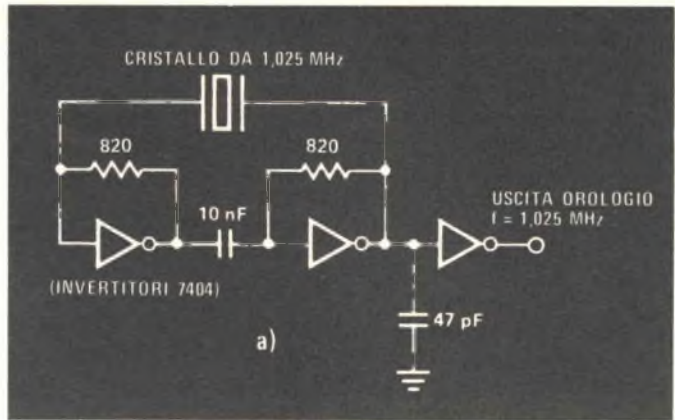 CRISTALLO DA 1,025 MHz
820
820
10 nF
USCITA OROLOGIO
f = 1,025 MHz
(INVERTITORI 7404)
47 pF
a)